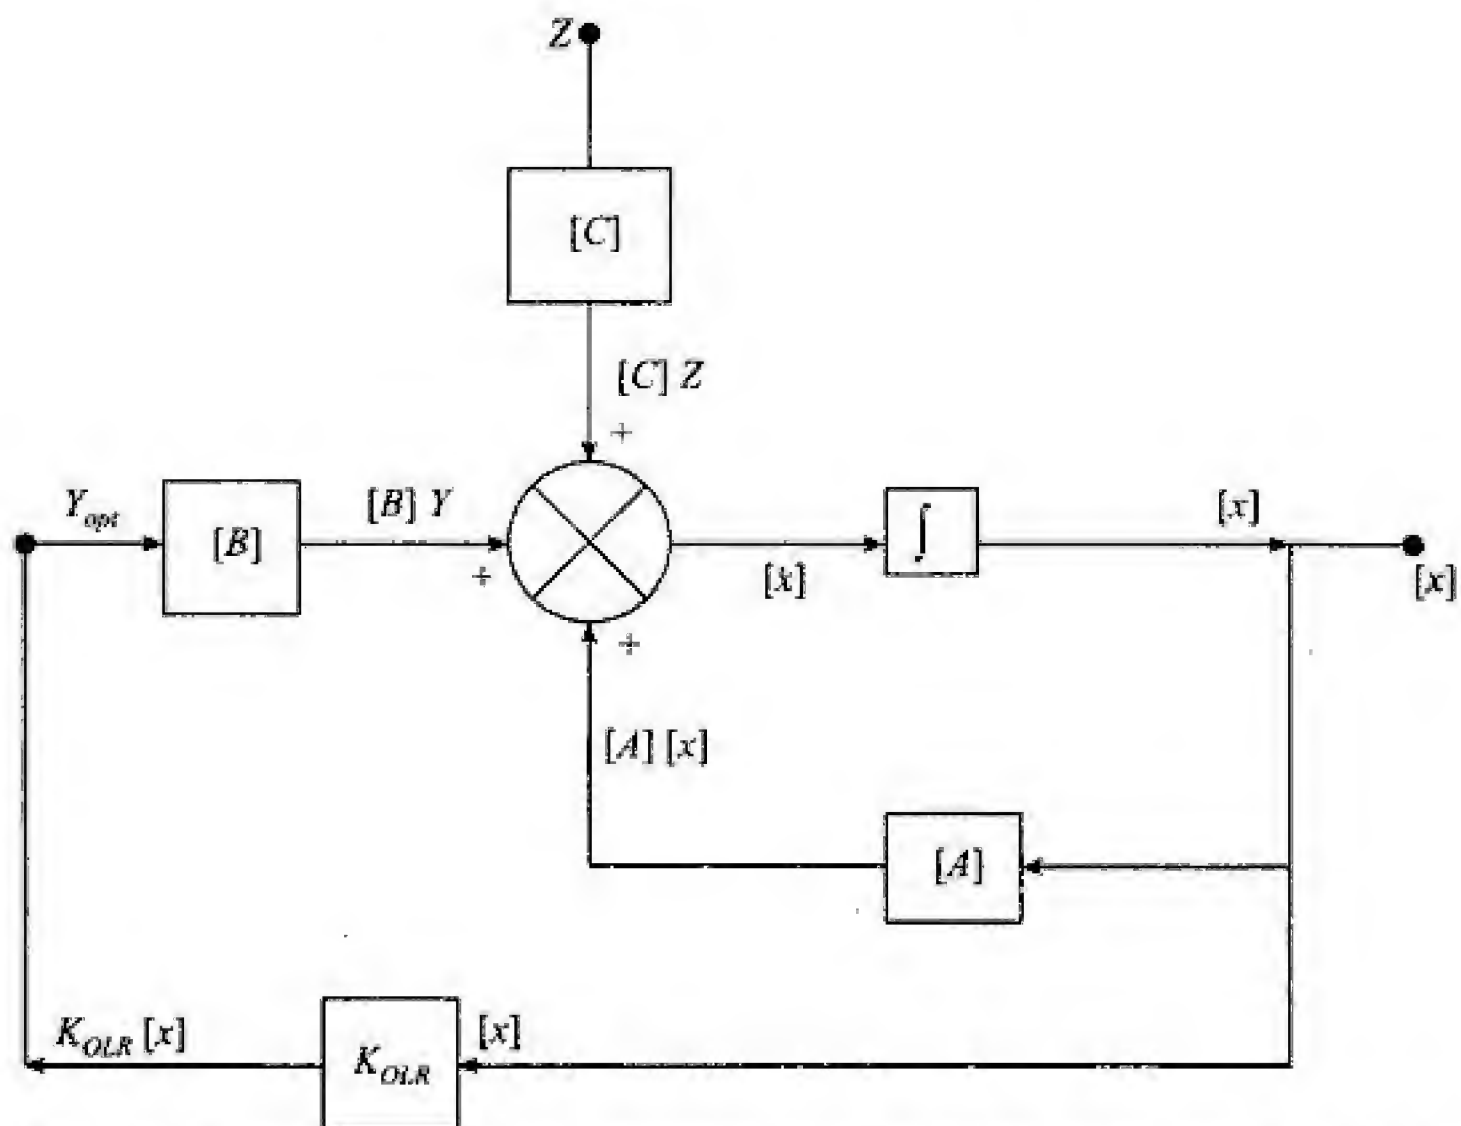 Z
[C]
[C] Z
+
Y_opt
[B]
[B] Y
+
[ẋ]
∫
[x]
[x]
+
[A] [x]
[A]
K_OLR [x]
K_OLR
[x]